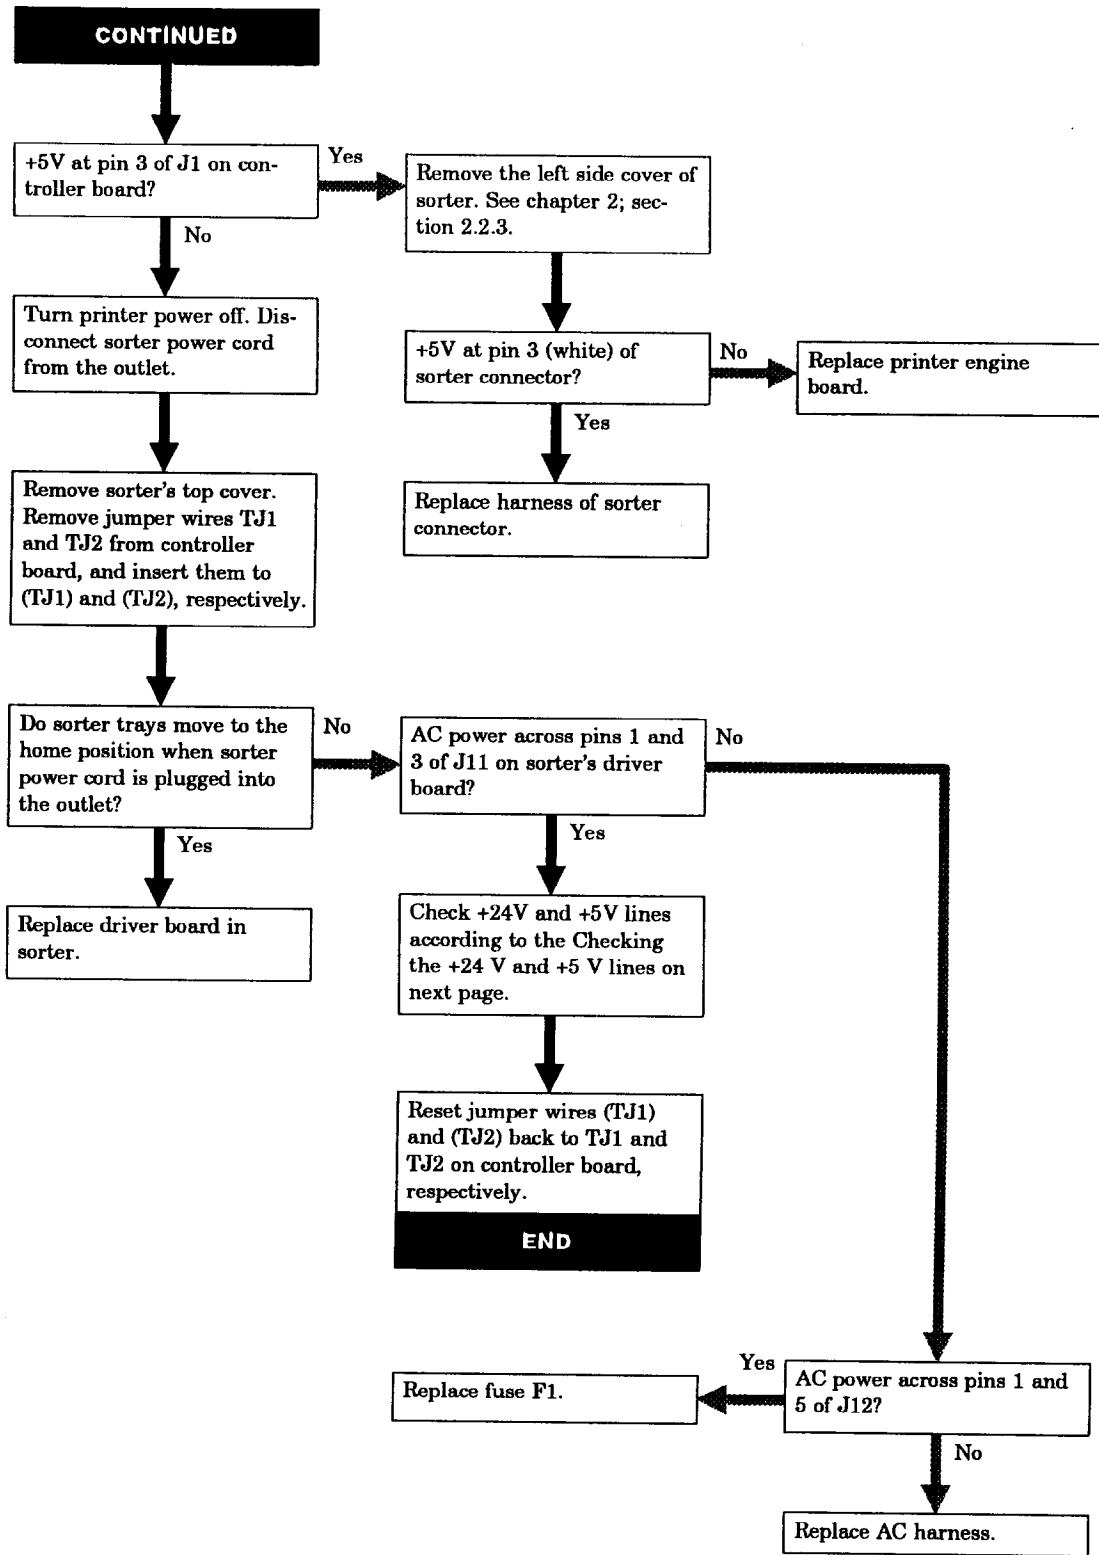 CONTINUED
+5V at pin 3 of J1 on con-
troller board?
Yes
Remove the left side cover of
sorter. See chapter 2; sec-
tion 2.2.3.
No
Turn printer power off. Dis-
connect sorter power cord
from the outlet.
+5V at pin 3 (white) of
sorter connector?
No
Replace printer engine
board.
Yes
Replace harness of sorter
connector.
Remove sorter's top cover.
Remove jumper wires TJ1
and TJ2 from controller
board, and insert them to
(TJ1) and (TJ2), respectively.
Do sorter trays move to the
home position when sorter
power cord is plugged into
the outlet?
No
AC power across pins 1 and
3 of J11 on sorter's driver
board?
No
Yes
Replace driver board in
sorter.
Yes
Check +24V and +5V lines
according to the Checking
the +24 V and +5 V lines on
next page.
Reset jumper wires (TJ1)
and (TJ2) back to TJ1 and
TJ2 on controller board,
respectively.
END
AC power across pins 1 and
5 of J12?
Yes
Replace fuse F1.
No
Replace AC harness.